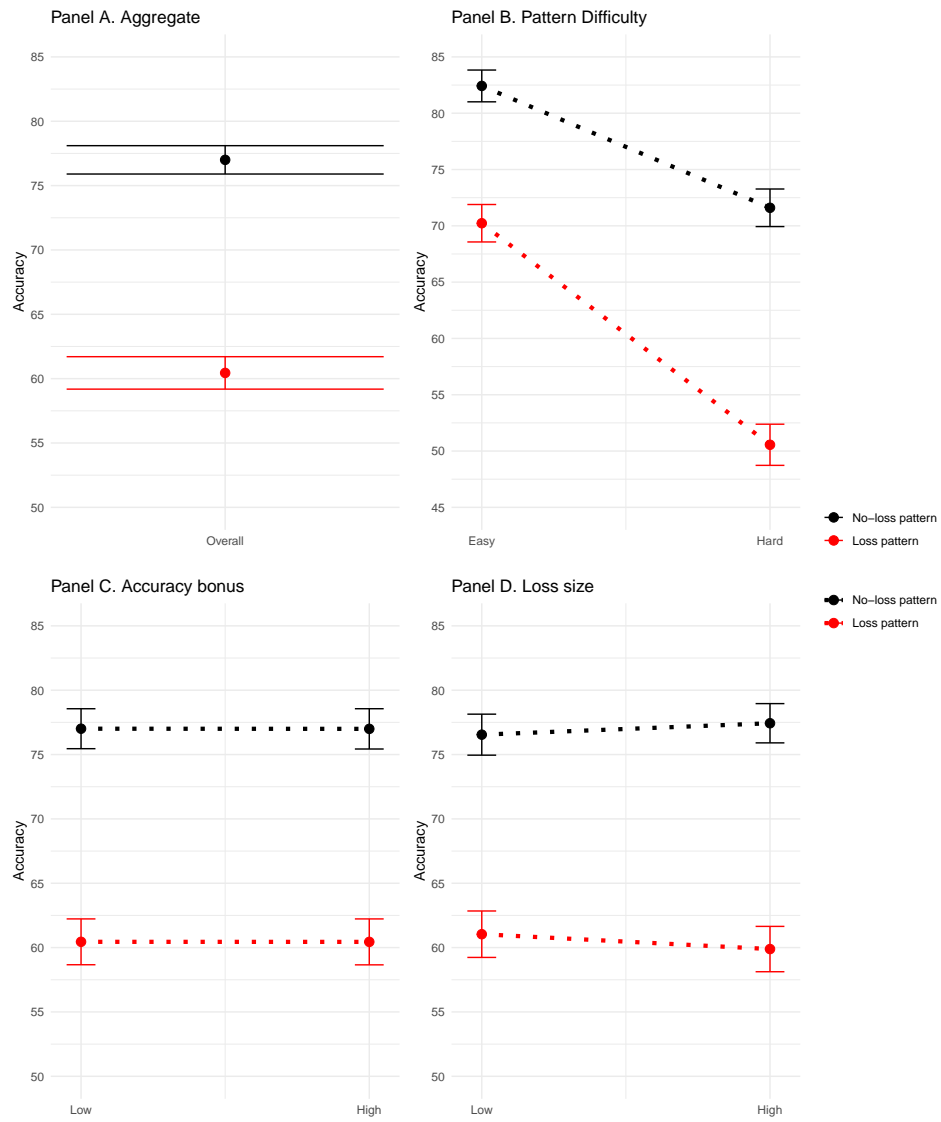 Panel A. Aggregate
85
80
75
70
65
60
55
50
Accuracy
Overall
Panel B. Pattern Difficulty
85
80
75
70
65
60
55
50
45
Accuracy
Easy
Hard
No−loss pattern
Loss pattern
Panel C. Accuracy bonus
85
80
75
70
65
60
55
50
Accuracy
Low
High
Panel D. Loss size
85
80
75
70
65
60
55
50
Accuracy
Low
High
No−loss pattern
Loss pattern